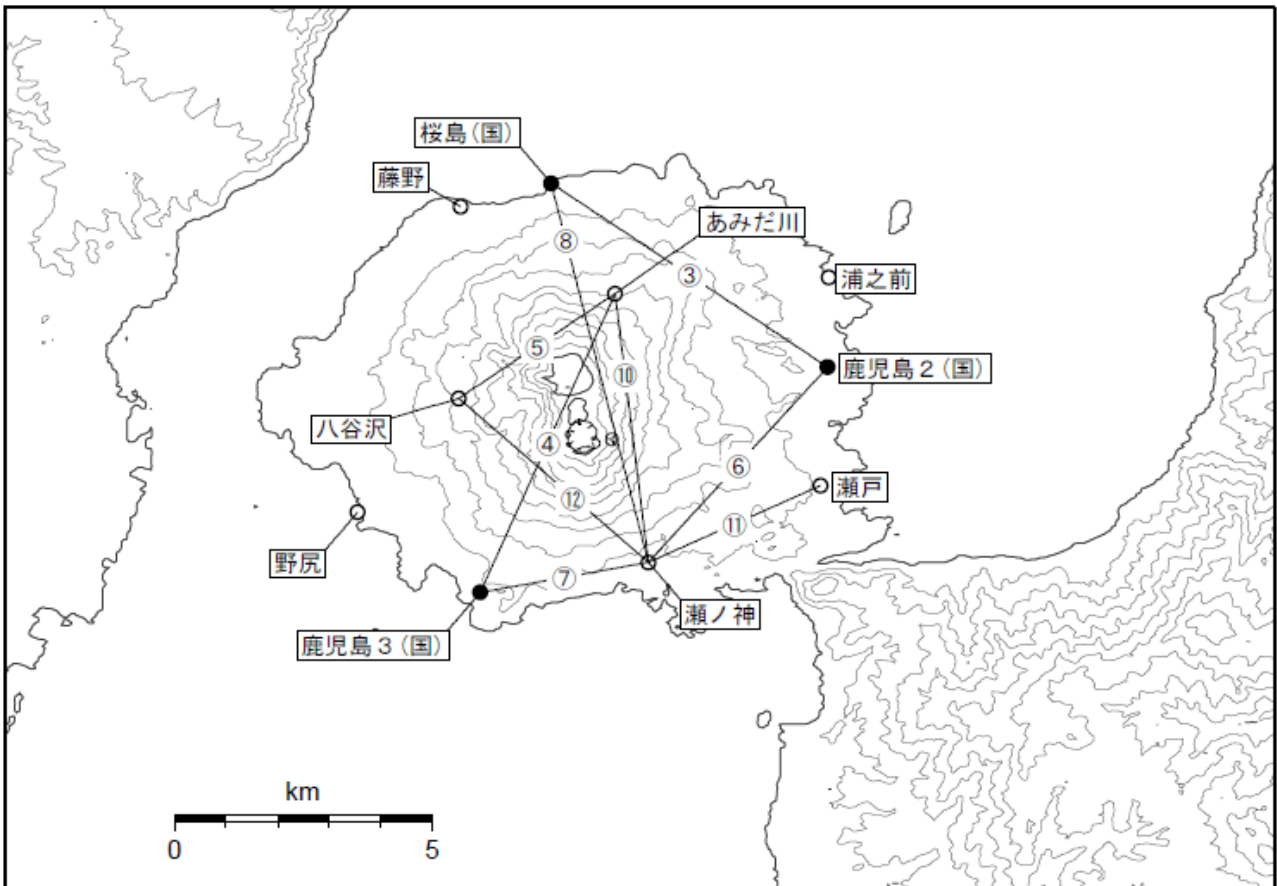 桜島(国)
藤野
あみだ川
⑧
③
浦之前
⑤
⑩
鹿児島2(国)
八谷沢
④
⑥
瀬戸
⑫
⑪
野尻
⑦
瀬ノ神
鹿児島3(国)
km
0 5